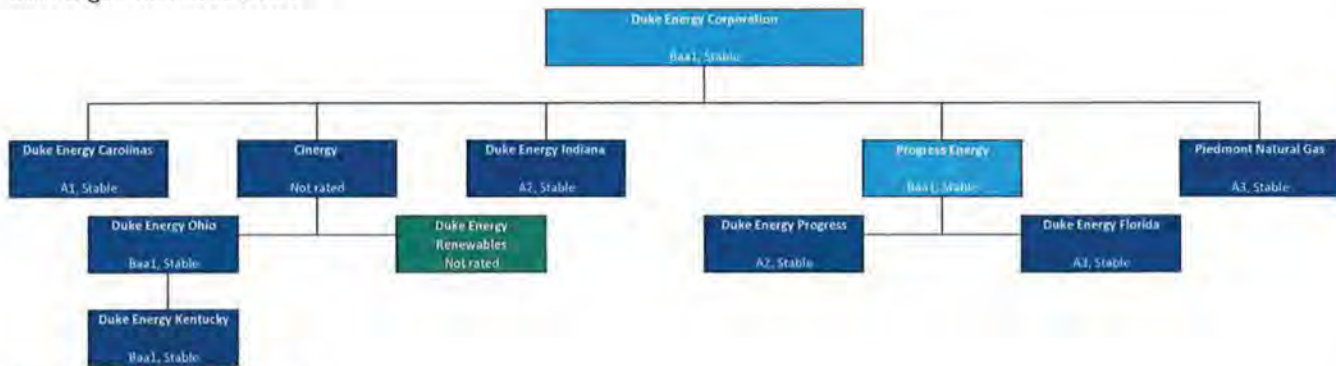 Duke Energy Corporation
Baa1, Stable
Duke Energy Carolinas
A1, Stable
Cinergy
Not rated
Duke Energy Indiana
A2, Stable
Progress Energy
Baa1, Stable
Piedmont Natural Gas
A3, Stable
Duke Energy Ohio
Baa1, Stable
Duke Energy
Renewables
Not rated
Duke Energy Progress
A2, Stable
Duke Energy Florida
A3, Stable
Duke Energy Kentucky
Baa1, Stable